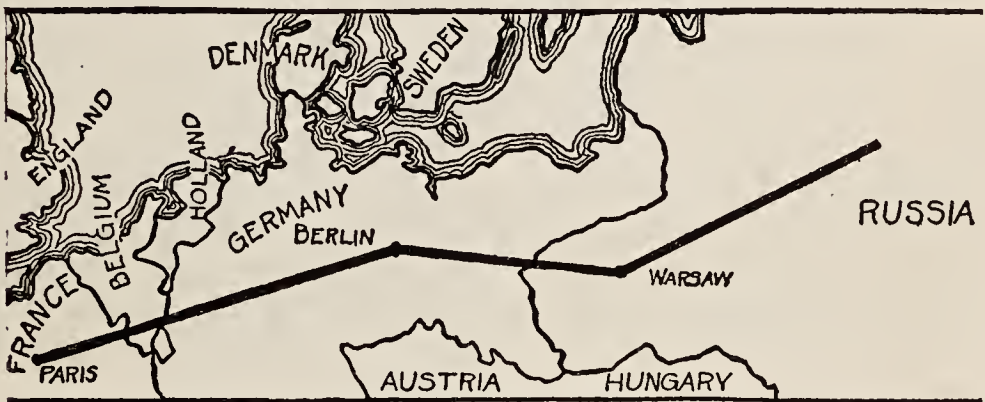 DENMARK
SWEDEN
ENGLAND
HOLLAND
BELGIUM
GERMANY
BERLIN
RUSSIA
WARSAW
FRANCE
PARIS
AUSTRIA
HUNGARY